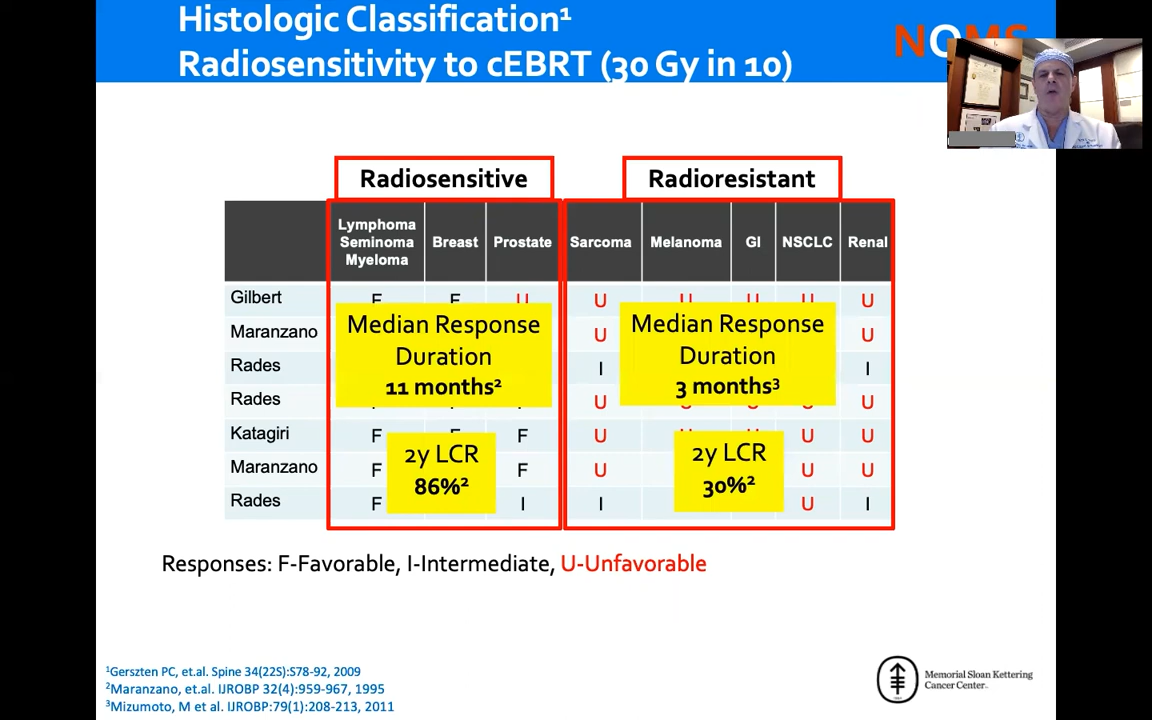 Histologic Classification¹
Radiosensitivity to cEBRT (30 Gy in 10)
Radiosensitive Radioresistant
Lymphoma
Seminoma
Myeloma
Breast Prostate Sarcoma Melanoma GI NSCLC Renal
Gilbert F F U U U U U U
Maranzano U U
Rades I I
Rades U U U U U
Katagiri F F F U U U U U
Maranzano F F U U U
Rades F I I U I
Median Response
Duration
11 months²
Median Response
Duration
3 months³
2y LCR
86%²
2y LCR
30%²
Responses: F-Favorable, I-Intermediate, U-Unfavorable
¹Gerszten PC, et.al. Spine 34(22S):S78-92, 2009
²Maranzano, et.al. IJROBP 32(4):959-967, 1995
³Mizumoto, M et al. IJROBP:79(1):208-213, 2011
Memorial Sloan Kettering
Cancer Center